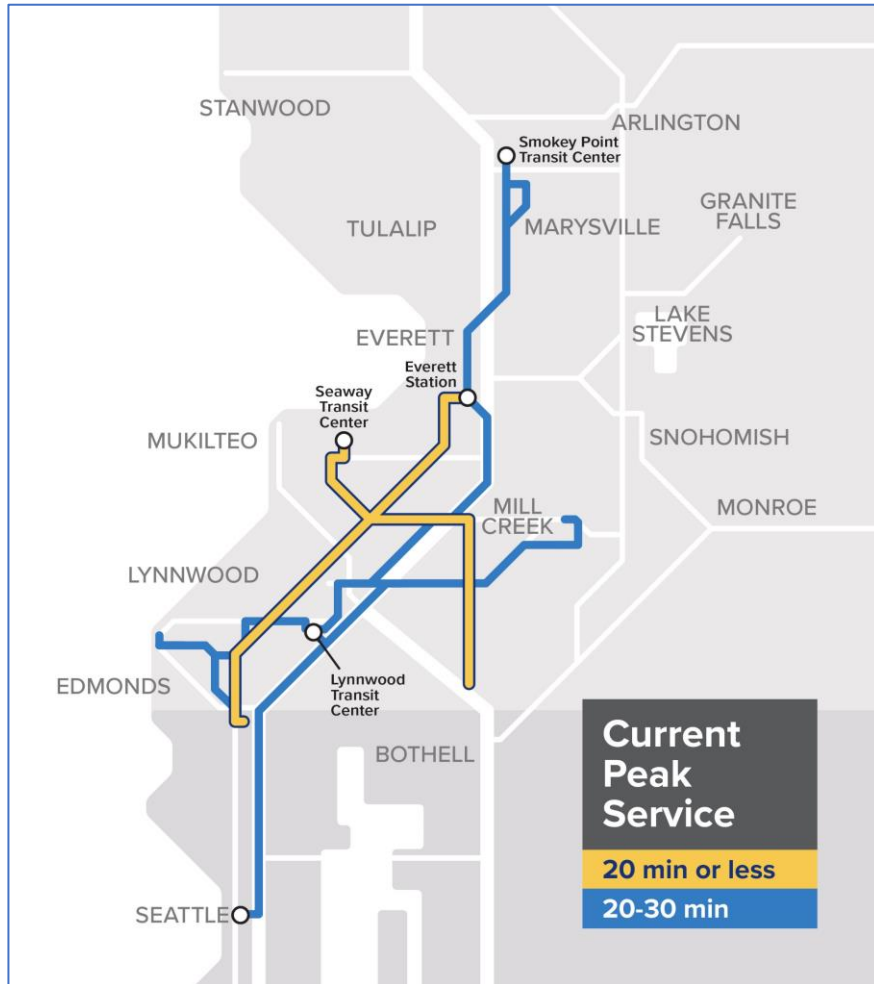 STANWOOD
ARLINGTON
Smokey Point
Transit Center
GRANITE
FALLS
TULALIP
MARYSVILLE
LAKE
STEVENS
EVERETT
Everett
Station
Seaway
Transit
Center
MUKILTEO
SNOHOMISH
MILL
CREEK
MONROE
LYNNWOOD
EDMONDS
Lynnwood
Transit
Center
BOTHELL
SEATTLE
Current
Peak
Service
20 min or less
20-30 min